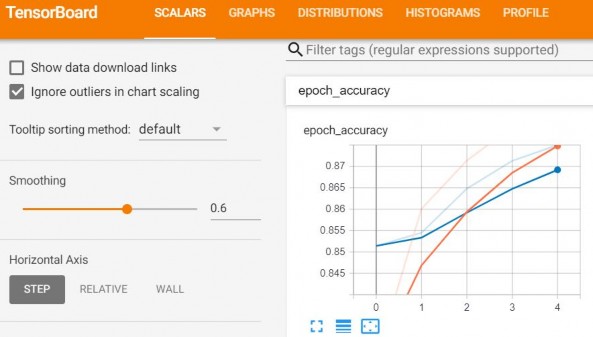 TensorBoard SCALARS GRAPHS DISTRIBUTIONS HISTOGRAMS PROFILE
Show data download links
Ignore outliers in chart scaling
Tooltip sorting method: default
Smoothing
0.6
Horizontal Axis
STEP RELATIVE WALL
Filter tags (regular expressions supported)
epoch_accuracy
epoch_accuracy
0.87
0.865
0.86
0.855
0.85
0.845
0 1 2 3 4